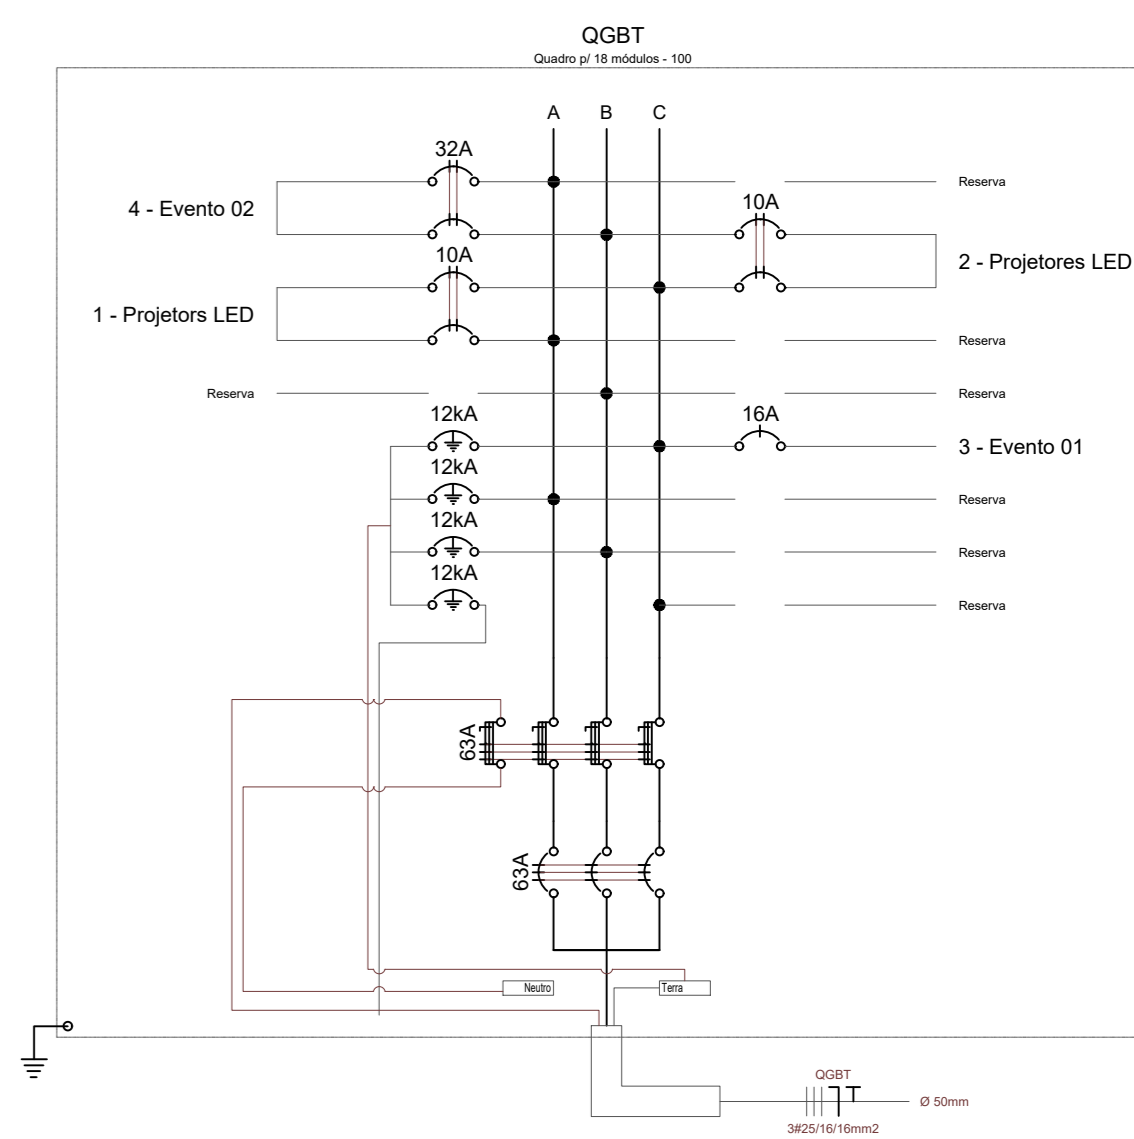 QGBT
Quadro p/ 18 módulos - 100
A B C
32A
Reserva
4 - Evento 02
10A
10A
2 - Projetores LED
1 - Projetors LED
Reserva
Reserva
Reserva
12kA
16A
3 - Evento 01
12kA
Reserva
12kA
Reserva
12kA
Reserva
63A
63A
Neutro
Terra
QGBT
Ø 50mm
3#25/16/16mm2